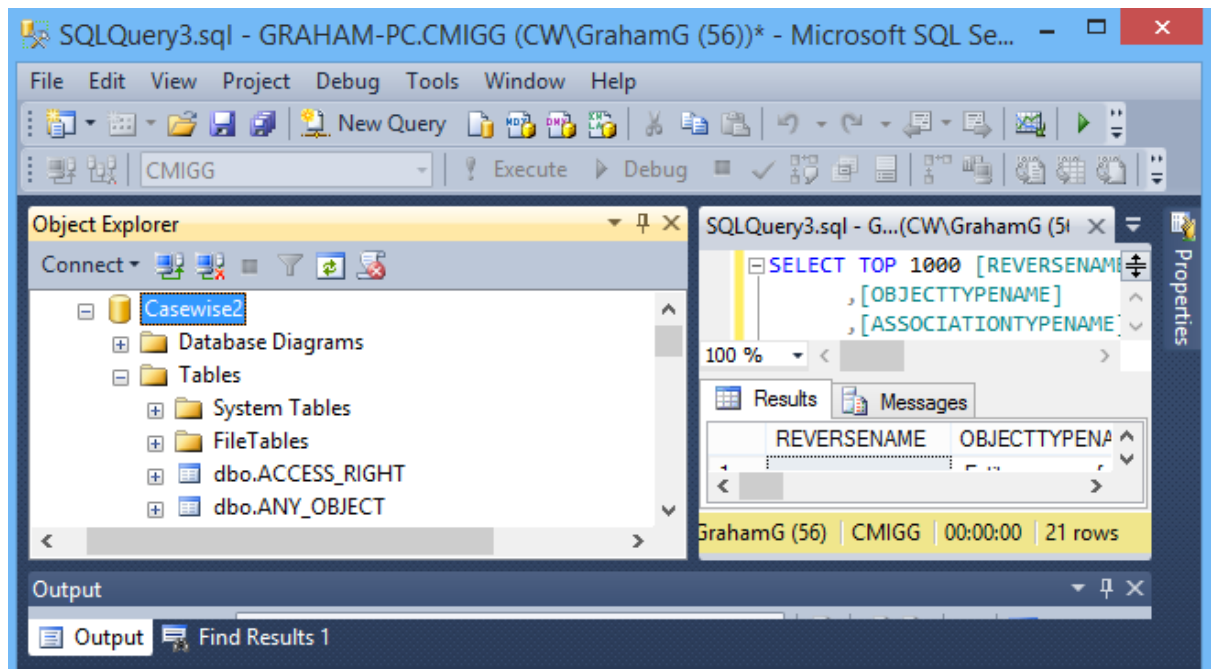 SQLQuery3.sql - GRAHAM-PC.CMIGG (CW\GrahamG (56))* - Microsoft SQL Se...
File Edit View Project Debug Tools Window Help
New Query
CMIGG Execute Debug
Object Explorer
Connect
Casewise2
Database Diagrams
Tables
System Tables
FileTables
dbo.ACCESS_RIGHT
dbo.ANY_OBJECT
SQLQuery3.sql - G...(CW\GrahamG (5
SELECT TOP 1000 [REVERSENAME
,[OBJECTTYPENAME]
,[ASSOCIATIONTYPENAME]
100 %
Results Messages
REVERSENAME OBJECTTYPENA
GrahamG (56) CMIGG 00:00:00 21 rows
Properties
Output
Output Find Results 1